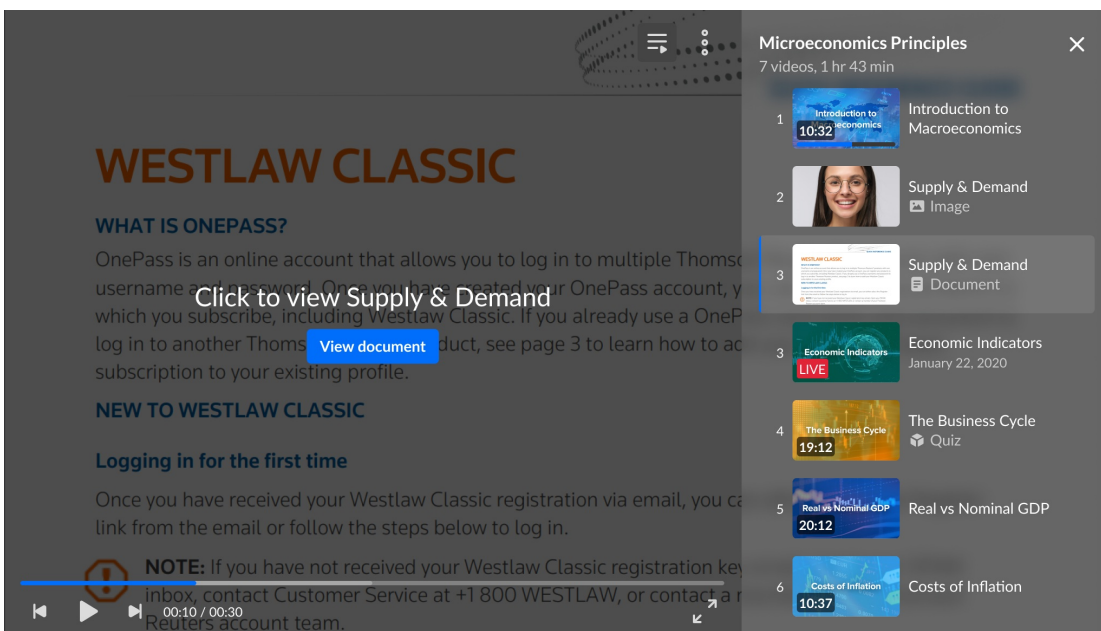 WESTLAW CLASSIC
WHAT IS ONEPASS?
OnePass is an online account that allows you to log in to multiple Thoms
username and password. Once you have created your OnePass account, y
which you subscribe, including Westlaw Classic. If you already use a OneP
log in to another Thoms duct, see page 3 to learn how to ad
subscription to your existing profile.
NEW TO WESTLAW CLASSIC
Logging in for the first time
Once you have received your Westlaw Classic registration via email, you ca
link from the email or follow the steps below to log in.
NOTE: If you have not received your Westlaw Classic registration key
inbox, contact Customer Service at +1 800 WESTLAW, or contact a r
Reuters account team.
Click to view Supply & Demand
View document
00:10 / 00:30
Microeconomics Principles
7 videos, 1 hr 43 min
1
Introduction to
Macroeconomics
10:32
Introduction to
Macroeconomics
2
Supply & Demand
Image
3
WESTLAW CLASSIC
Supply & Demand
Document
3
Economic Indicators
LIVE
Economic Indicators
January 22, 2020
4
The Business Cycle
19:12
The Business Cycle
Quiz
5
Real vs Nominal GDP
20:12
Real vs Nominal GDP
6
Costs of Inflation
10:37
Costs of Inflation